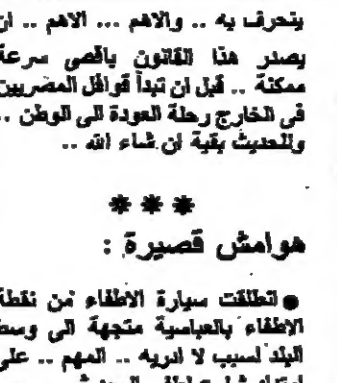 ينحرف به .. والاهم ... الاهم .. ان
يصدر هذا القانون باقصى سرعة
ممكنة .. قبل ان تبدأ قوافل المصريين
فى الخارج رحلة العودة الى الوطن ..
وللحديث بقية ان شاء الله ..
***
هوامش قصيرة :
● انطلقت سيارة الاطفاء من نقطة
الاطفاء بالعباسية متجهة الى وسط
البلد لسبب لا ادريه .. المهم .. على